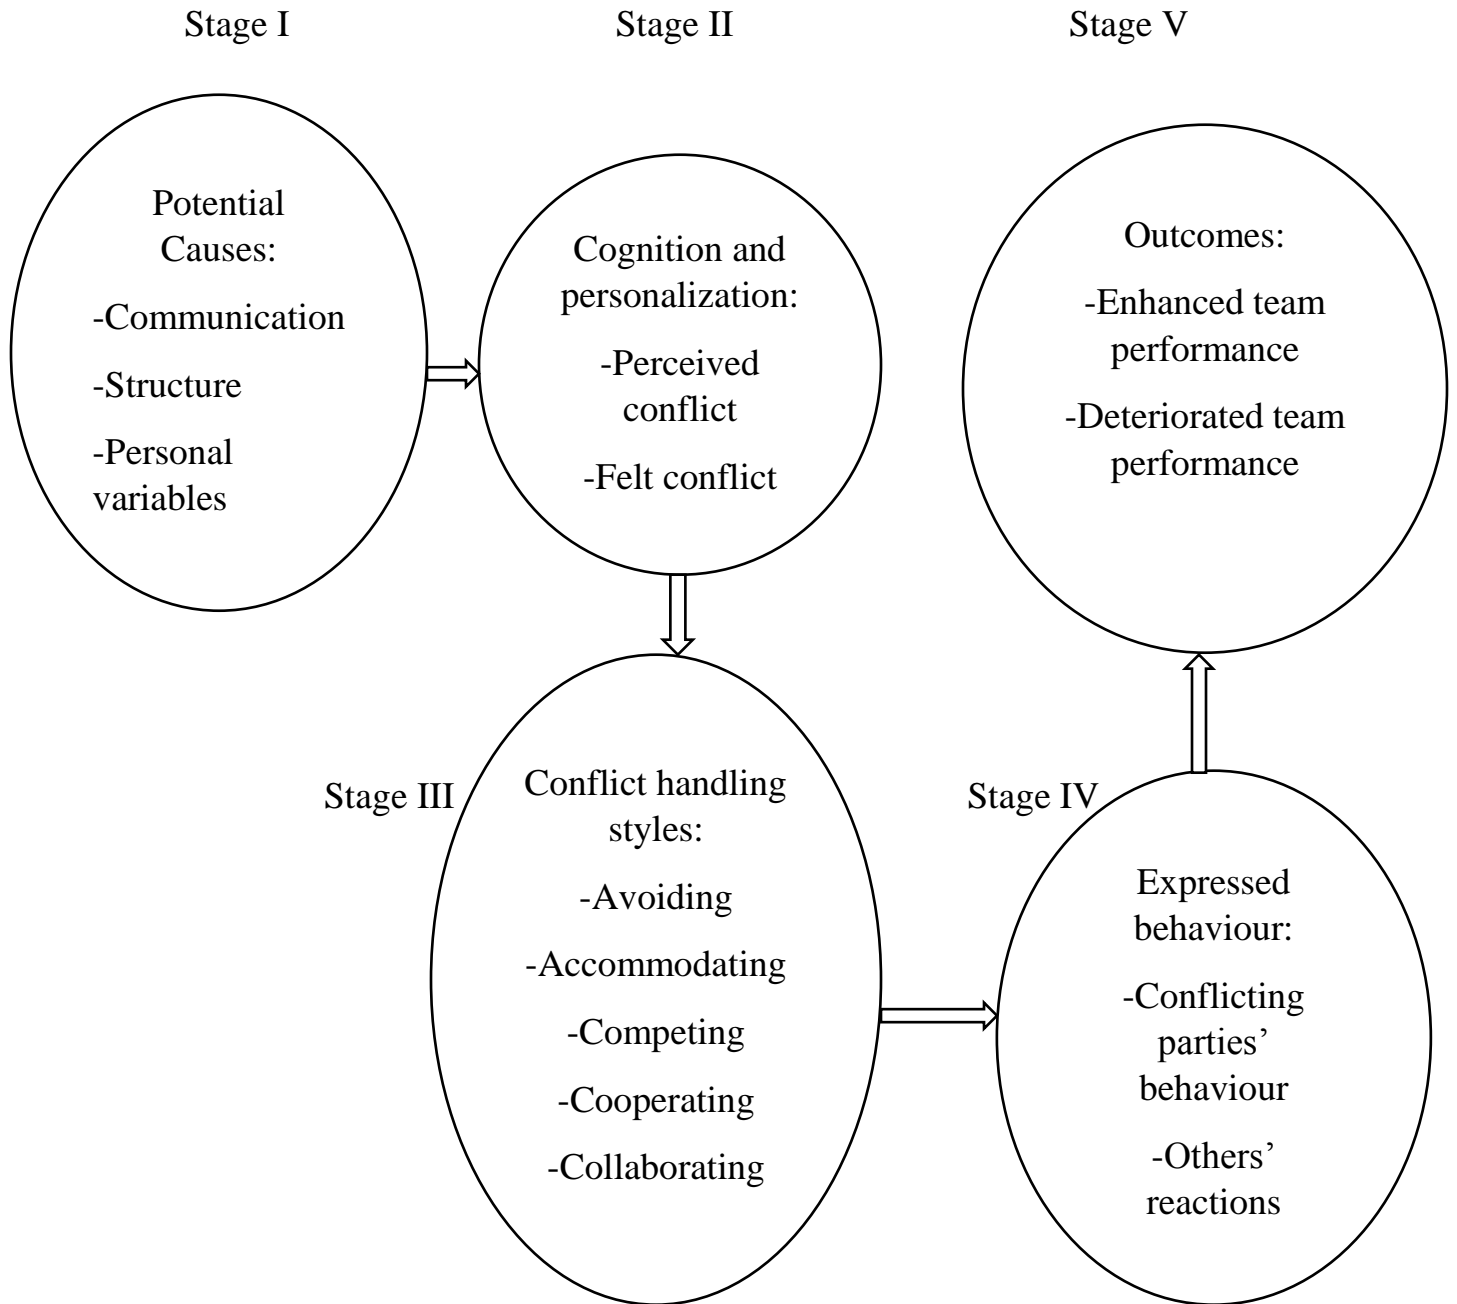 Stage I
Stage II
Stage V
Potential
Causes:
-Communication
-Structure
-Personal
variables
Cognition and
personalization:
-Perceived
conflict
-Felt conflict
Outcomes:
-Enhanced team
performance
-Deteriorated team
performance
Stage III
Conflict handling
styles:
-Avoiding
-Accommodating
-Competing
-Cooperating
-Collaborating
Stage IV
Expressed
behaviour:
-Conflicting
parties’
behaviour
-Others’
reactions